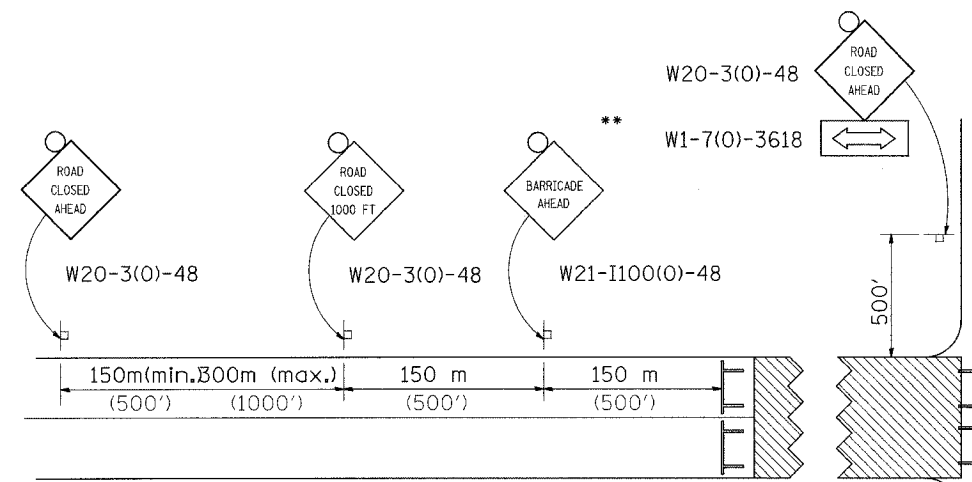 ROAD
CLOSED
AHEAD
W20-3(0)-48
**
W1-7(0)-3618
ROAD
CLOSED
AHEAD
ROAD
CLOSED
1000 FT
BARRICADE
AHEAD
W20-3(0)-48
W20-3(0)-48
W21-I100(0)-48
500'
150m(min.)300m (max.)
150 m
150 m
(500')
(1000')
(500')
(500')